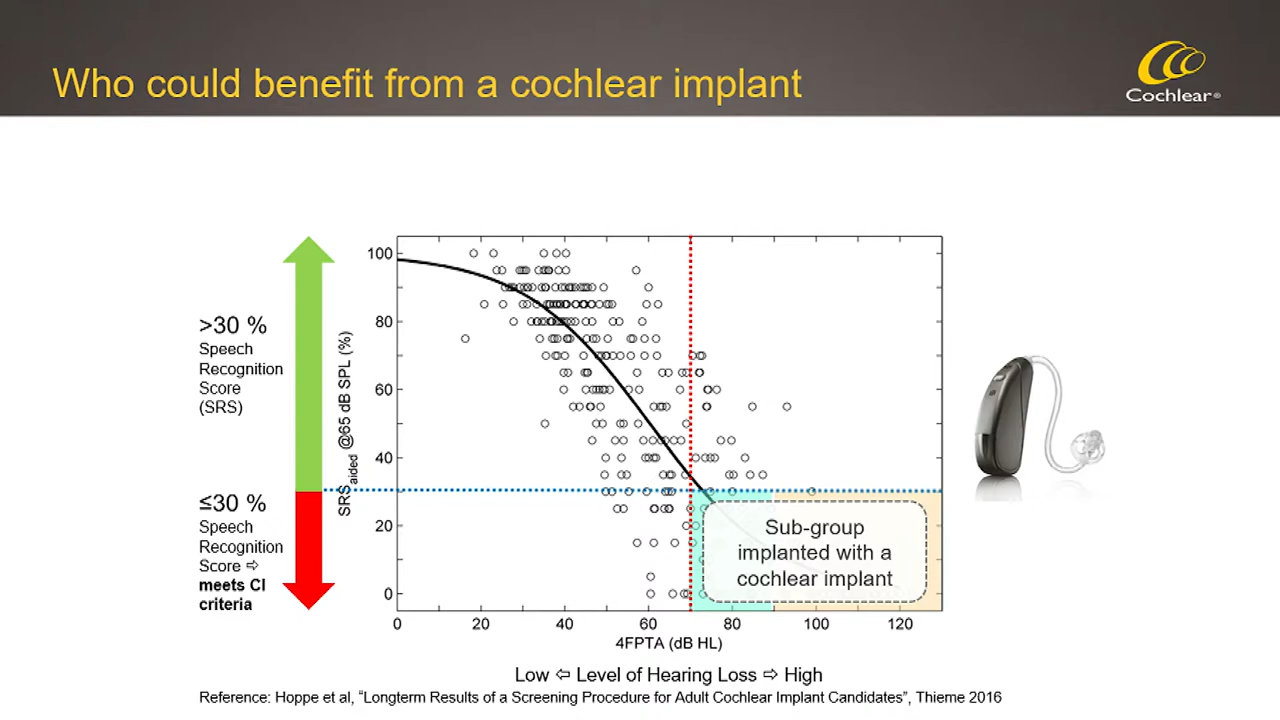 Who could benefit from a cochlear implant
Cochlear®
>30 %
Speech
Recognition
Score
(SRS)
≤30 %
Speech
Recognition
Score ⇨
meets CI
criteria
SRSaided @65 dB SPL (%)
100
80
60
40
20
0
Sub-group
implanted with a
cochlear implant
0 20 40 60 80 100 120
4FPTA (dB HL)
Low ⇦ Level of Hearing Loss ⇨ High
Reference: Hoppe et al, “Longterm Results of a Screening Procedure for Adult Cochlear Implant Candidates”, Thieme 2016